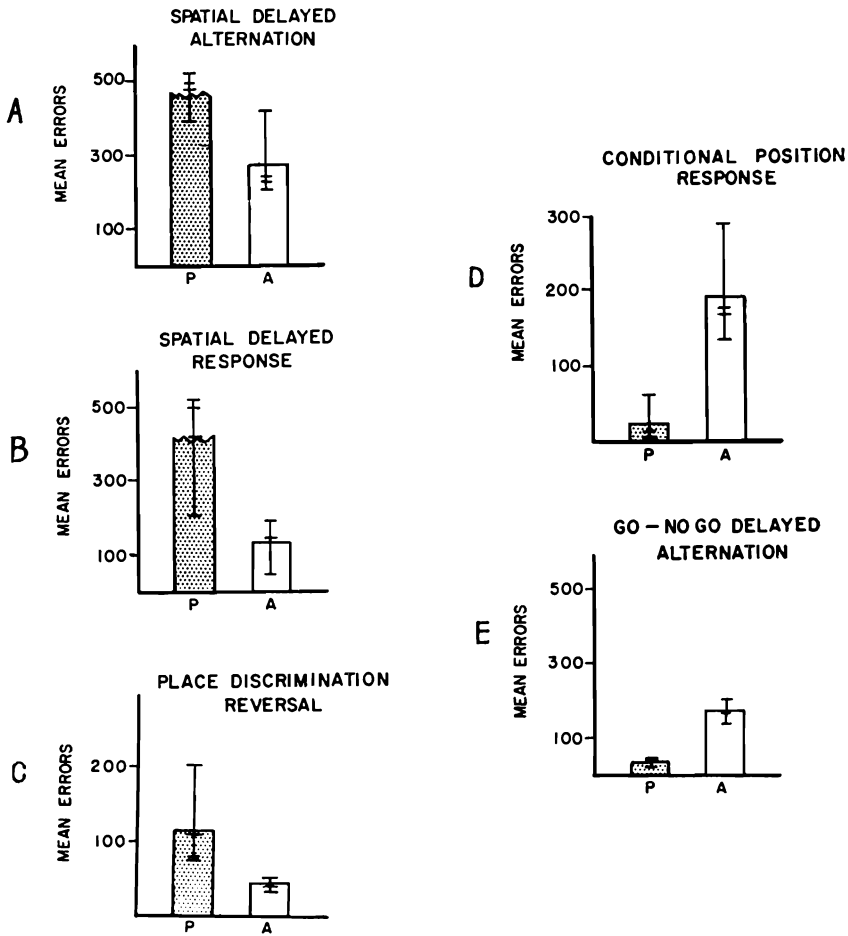 A
SPATIAL DELAYED
ALTERNATION
MEAN ERRORS
500
300
100
P A
B
SPATIAL DELAYED
RESPONSE
MEAN ERRORS
500
300
100
P A
C
PLACE DISCRIMINATION
REVERSAL
MEAN ERRORS
200
100
P A
D
CONDITIONAL POSITION
RESPONSE
MEAN ERRORS
300
200
100
P A
E
GO – NO GO DELAYED
ALTERNATION
MEAN ERRORS
500
300
100
P A